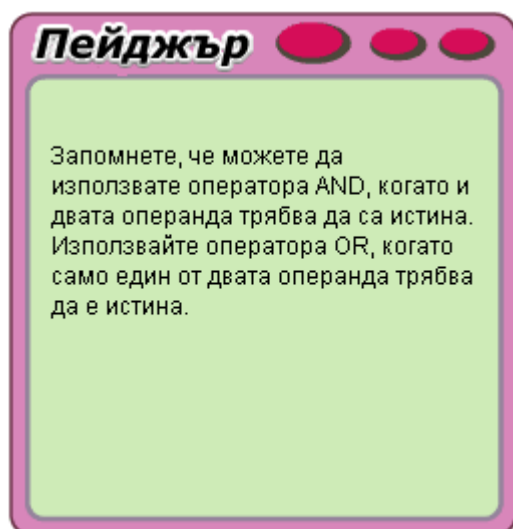 Пейджър
Запомнете, че можете да
използвате оператора AND, когато и
двата операнда трябва да са истина.
Използвайте оператора OR, когато
само един от двата операнда трябва
да е истина.